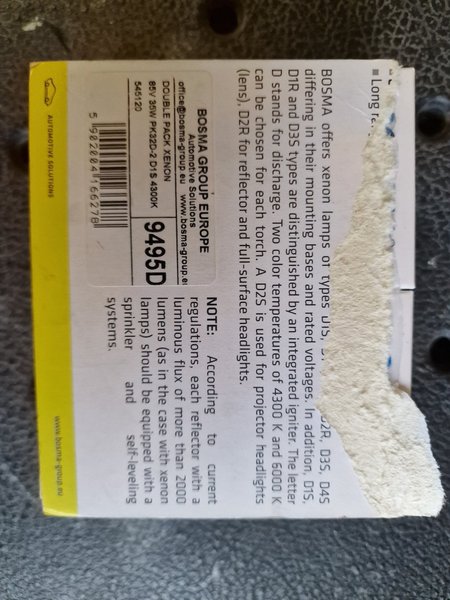 ■ Long
BOSMA offers xenon lamps of types D1S,
D2R, D3S, D4S
differing in their mounting bases and rated voltages. In addition, D1S,
D1R and D3S types are distinguished by an integrated igniter. The letter
D stands for discharge. Two color temperatures of 4300 K and 6000 K
can be chosen for each torch. A D2S is used for projector headlights
(lens), D2R for reflector and full-surface headlights.
BOSMA GROUP EUROPE
Automotive Solutions
office@bosma-group.eu www.bosma-group.eu
DOUBLE PACK XENON
85V 35W PK32D-2 D1S 4300K
545120
9495D
5 902004 166278
NOTE: According to current
regulations, each reflector with a
luminous flux of more than 2000
lumens (as in the case with xenon
lamps) should be equipped with a
sprinkler and self-leveling
systems.
AUTOMOTIVE SOLUTIONS
www.bosma-group.eu